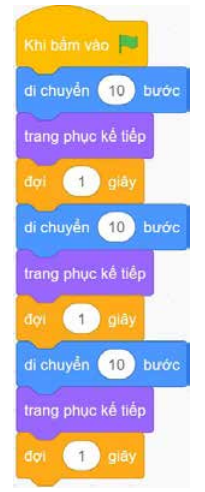 Khi bấm vào
di chuyển 10 bước
trang phục kế tiếp
đợi 1 giây
di chuyển 10 bước
trang phục kế tiếp
đợi 1 giây
di chuyển 10 bước
trang phục kế tiếp
đợi 1 giây